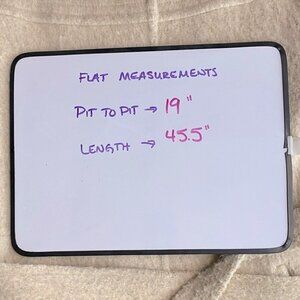 FLAT MEASUREMENTS
PIT TO PIT → 19"
LENGTH → 45.5"